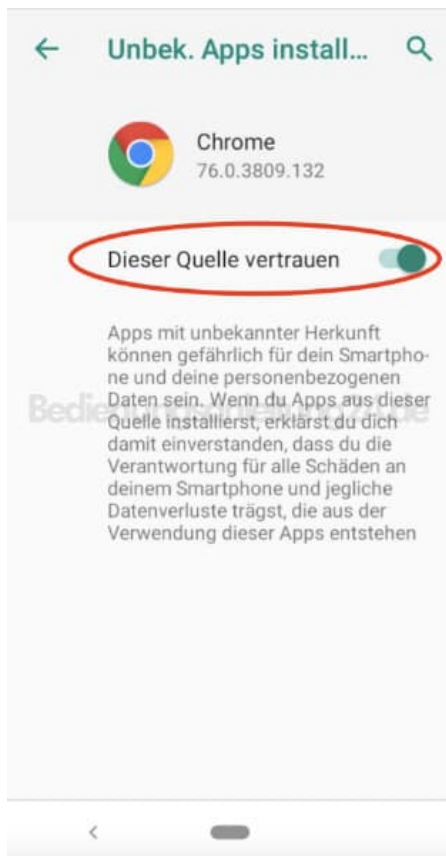 Unbek. Apps install...
Chrome
76.0.3809.132
Dieser Quelle vertrauen
Apps mit unbekannter Herkunft
können gefährlich für dein Smartpho-
ne und deine personenbezogenen
Daten sein. Wenn du Apps aus dieser
Quelle installierst, erklärst du dich
damit einverstanden, dass du die
Verantwortung für alle Schäden an
deinem Smartphone und jegliche
Datenverluste trägst, die aus der
Verwendung dieser Apps entstehen